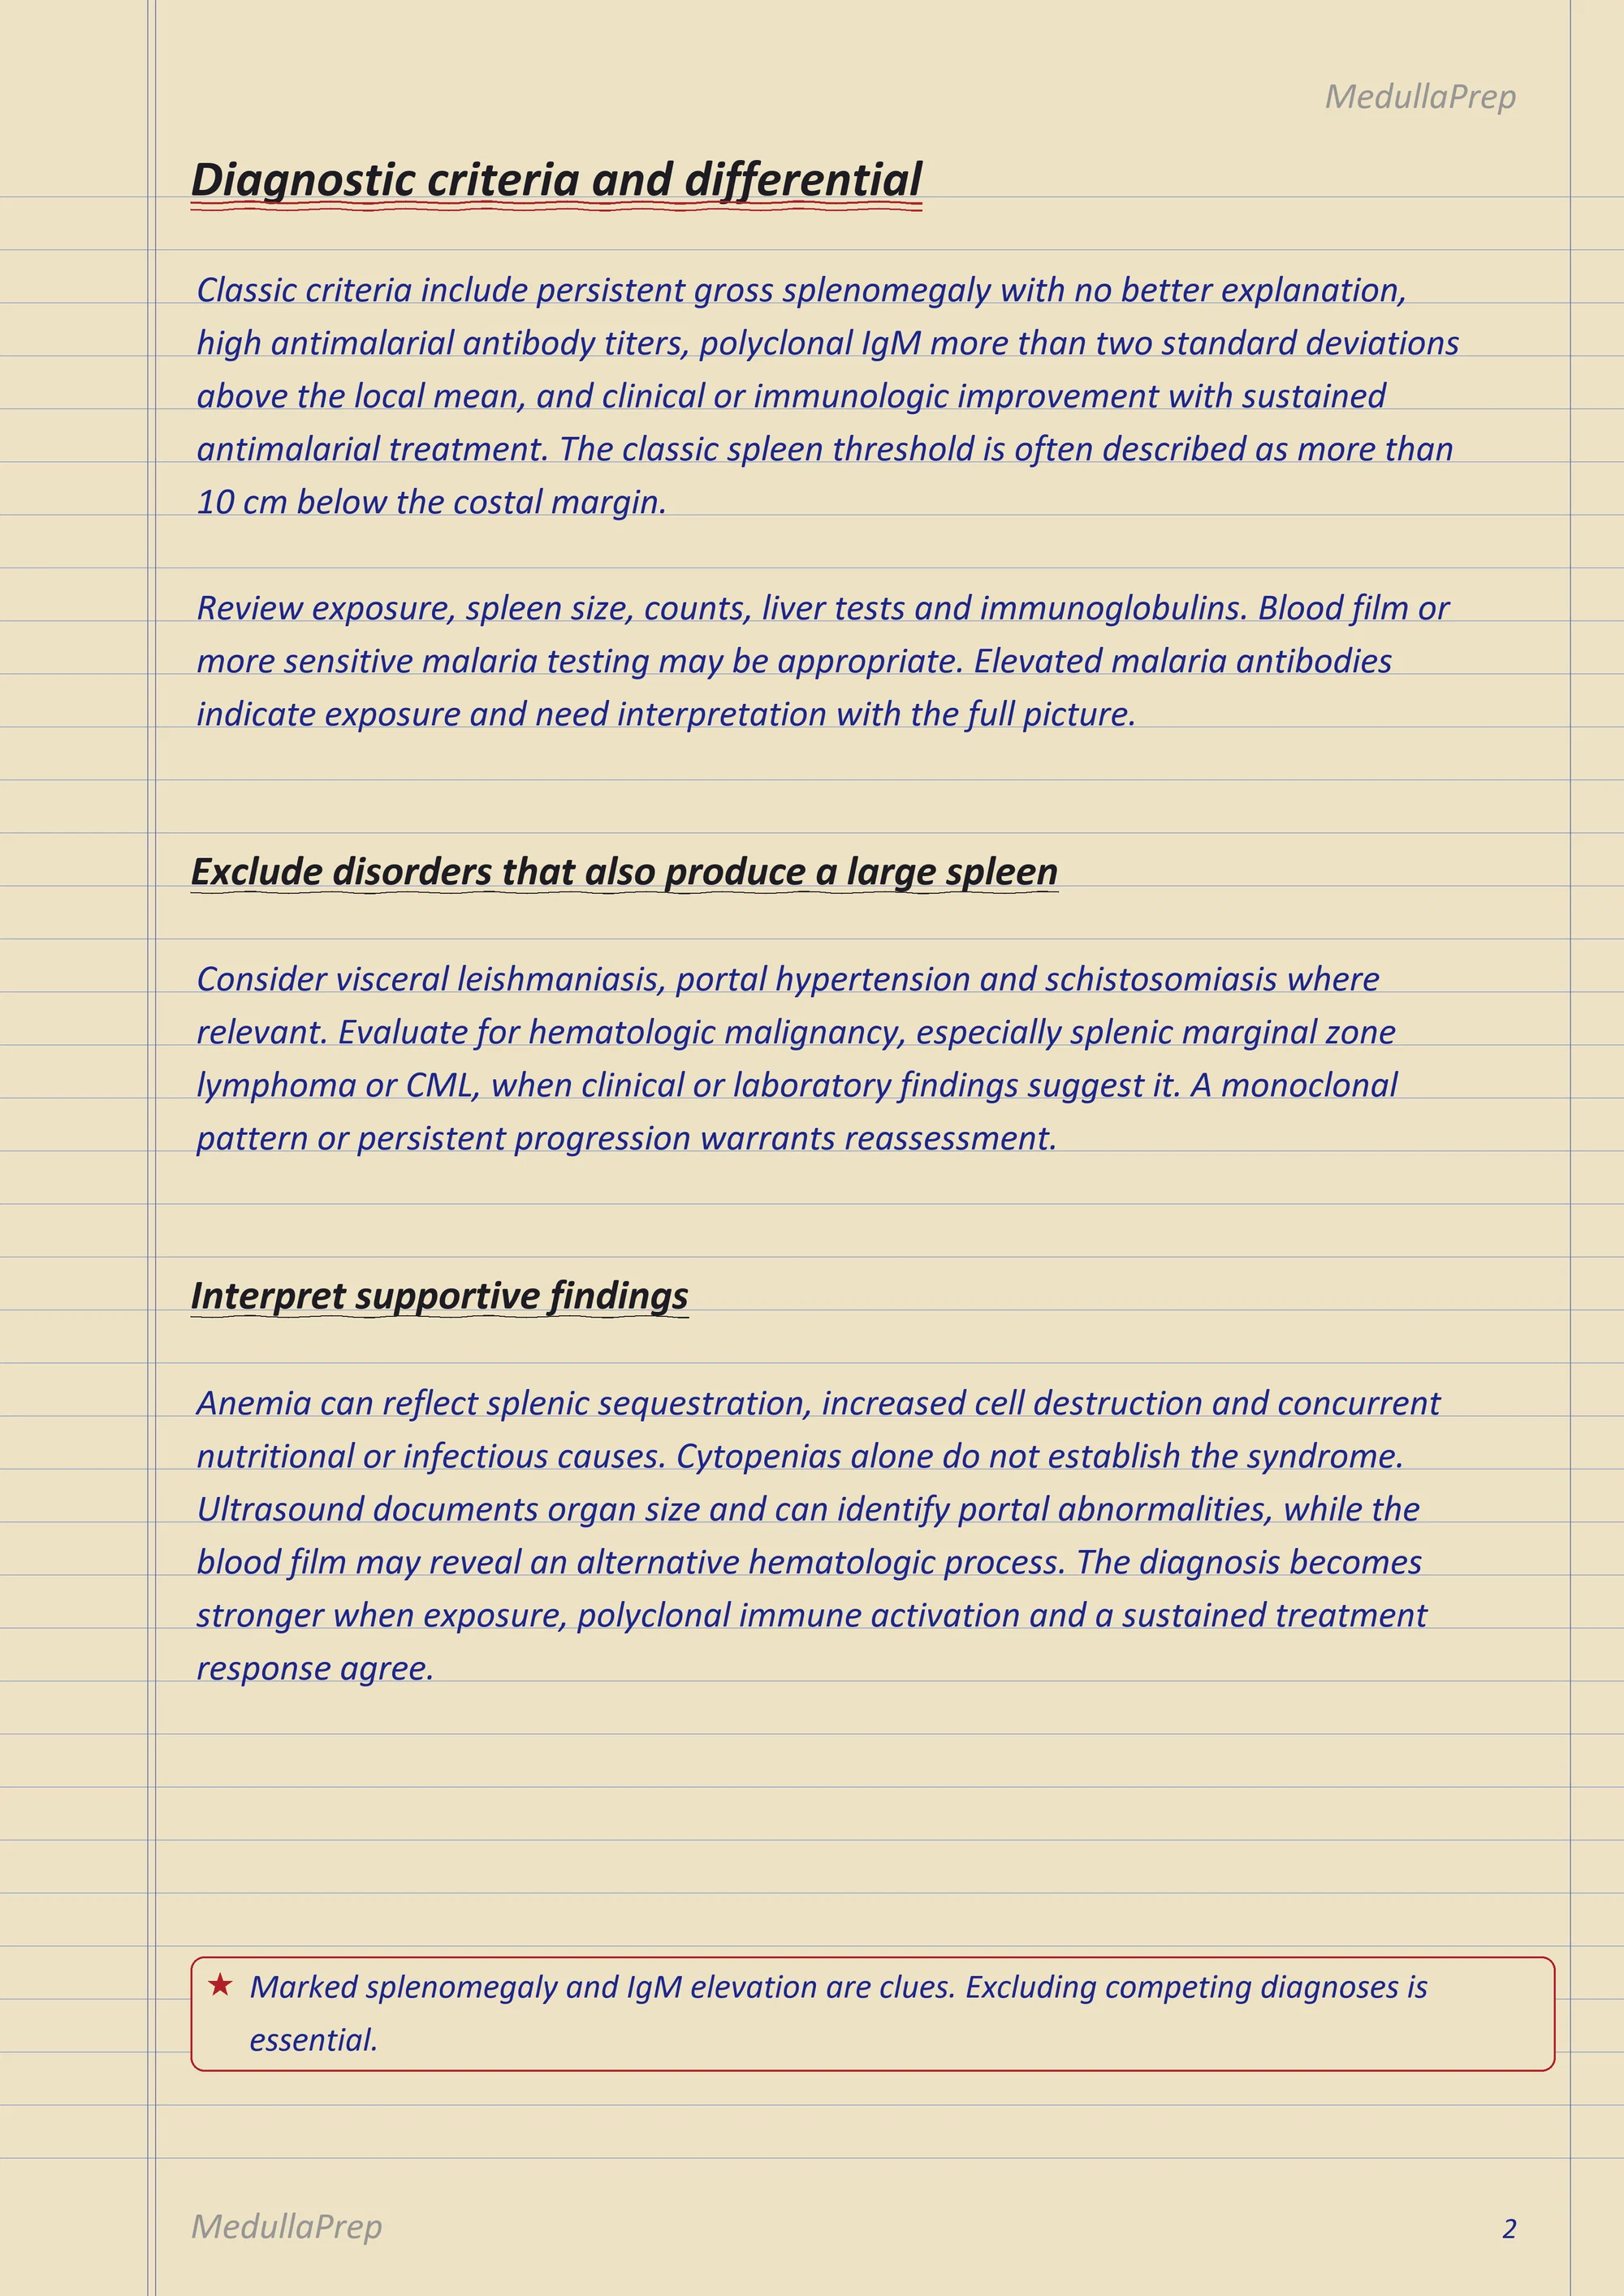 MedullaPrep
Diagnostic criteria and differential
Classic criteria include persistent gross splenomegaly with no better explanation,
high antimalarial antibody titers, polyclonal IgM more than two standard deviations
above the local mean, and clinical or immunologic improvement with sustained
antimalarial treatment. The classic spleen threshold is often described as more than
10 cm below the costal margin.
Review exposure, spleen size, counts, liver tests and immunoglobulins. Blood film or
more sensitive malaria testing may be appropriate. Elevated malaria antibodies
indicate exposure and need interpretation with the full picture.
Exclude disorders that also produce a large spleen
Consider visceral leishmaniasis, portal hypertension and schistosomiasis where
relevant. Evaluate for hematologic malignancy, especially splenic marginal zone
lymphoma or CML, when clinical or laboratory findings suggest it. A monoclonal
pattern or persistent progression warrants reassessment.
Interpret supportive findings
Anemia can reflect splenic sequestration, increased cell destruction and concurrent
nutritional or infectious causes. Cytopenias alone do not establish the syndrome.
Ultrasound documents organ size and can identify portal abnormalities, while the
blood film may reveal an alternative hematologic process. The diagnosis becomes
stronger when exposure, polyclonal immune activation and a sustained treatment
response agree.
★ Marked splenomegaly and IgM elevation are clues. Excluding competing diagnoses is
essential.
MedullaPrep
2